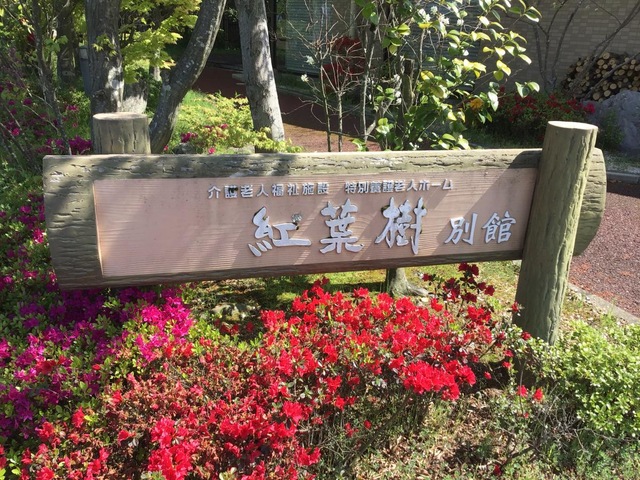 介護老人福祉施設 特別養護老人ホーム
紅葉樹 別館